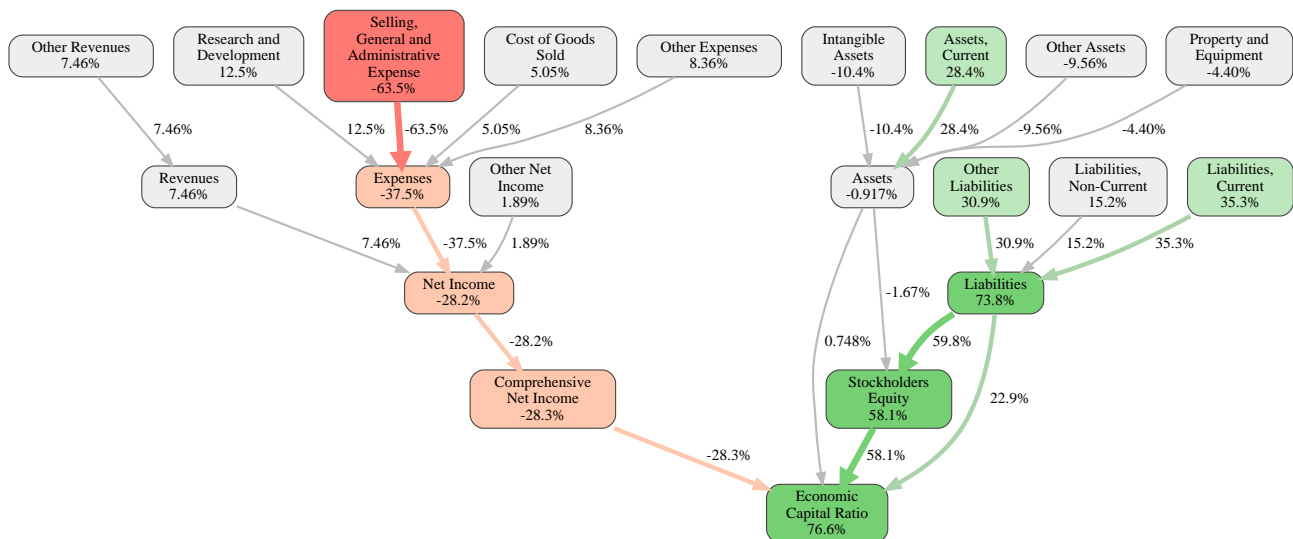 Other Revenues
7.46%
Research and
Development
12.5%
Selling,
General and
Administrative
Expense
-63.5%
Cost of Goods
Sold
5.05%
Other Expenses
8.36%
Intangible
Assets
-10.4%
Assets,
Current
28.4%
Other Assets
-9.56%
Property and
Equipment
-4.40%
7.46%
12.5%
-63.5%
5.05%
8.36%
-10.4%
28.4%
-9.56%
-4.40%
Revenues
7.46%
Expenses
-37.5%
Other Net
Income
1.89%
Assets
-0.917%
Other
Liabilities
30.9%
Liabilities,
Non-Current
15.2%
Liabilities,
Current
35.3%
7.46%
-37.5%
1.89%
30.9%
15.2%
35.3%
Net Income
-28.2%
-1.67%
Liabilities
73.8%
-28.2%
0.748%
59.8%
Comprehensive
Net Income
-28.3%
Stockholders
Equity
58.1%
22.9%
-28.3%
58.1%
Economic
Capital Ratio
76.6%